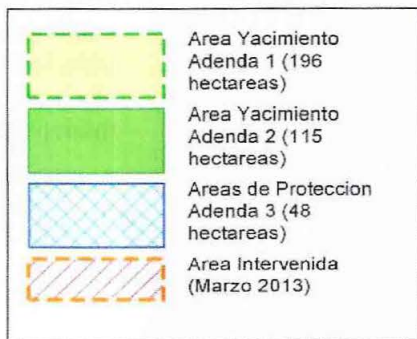 Area Yacimiento
Adenda 1 (196
hectareas)
Area Yacimiento
Adenda 2 (115
hectareas)
Areas de Proteccion
Adenda 3 (48
hectareas)
Area Intervenida
(Marzo 2013)